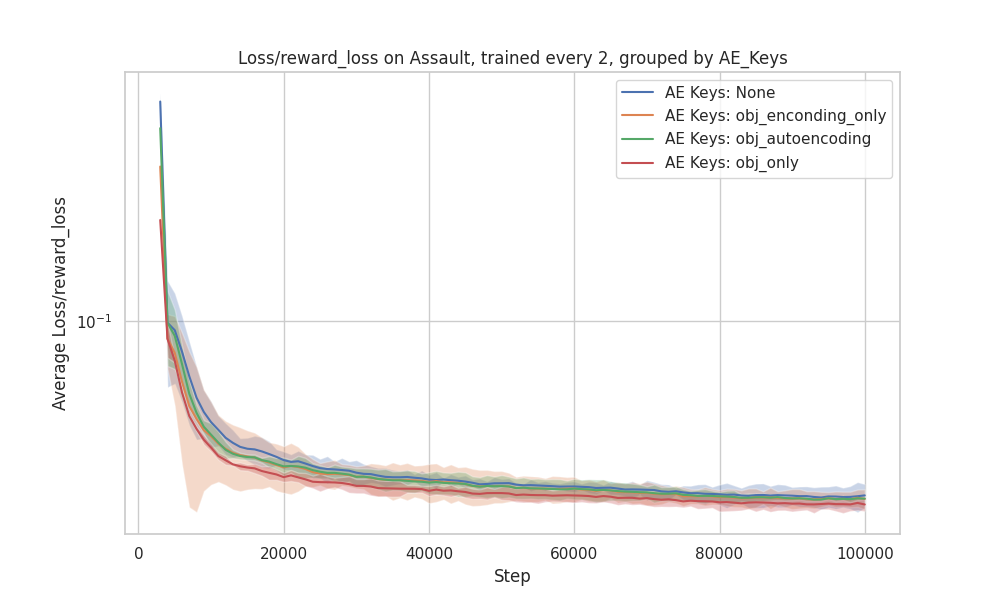 Loss/reward_loss on Assault, trained every 2, grouped by AE_Keys
AE Keys: None
AE Keys: obj_enconding_only
AE Keys: obj_autoencoding
AE Keys: obj_only
Average Loss/reward_loss
10⁻¹
0 20000 40000 60000 80000 100000
Step